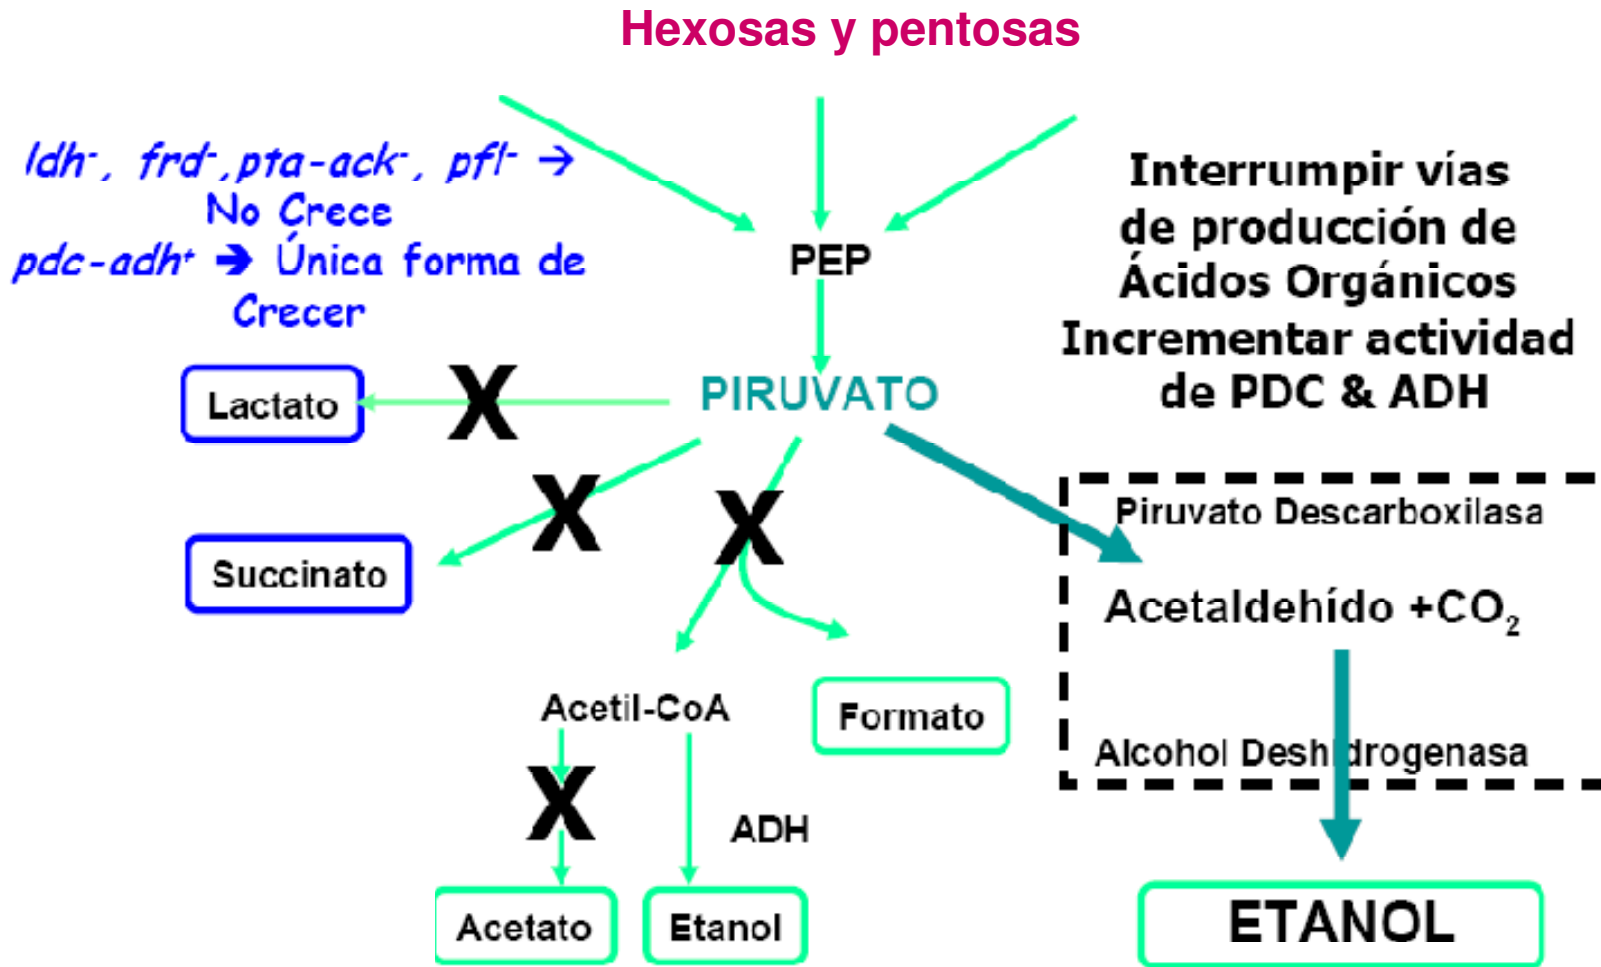 Hexosas y pentosas
ldh-, frd-,pta-ack-, pfl- →
No Crece
pdc-adh+ ➔ Única forma de
Crecer
Interrumpir vías
de producción de
Ácidos Orgánicos
Incrementar actividad
de PDC & ADH
PEP
PIRUVATO
Lactato
X
Succinato
X
X
Piruvato Descarboxilasa
Acetaldehído +CO2
Alcohol Deshidrogenasa
Acetil-CoA
Formato
X
ADH
Acetato
Etanol
ETANOL